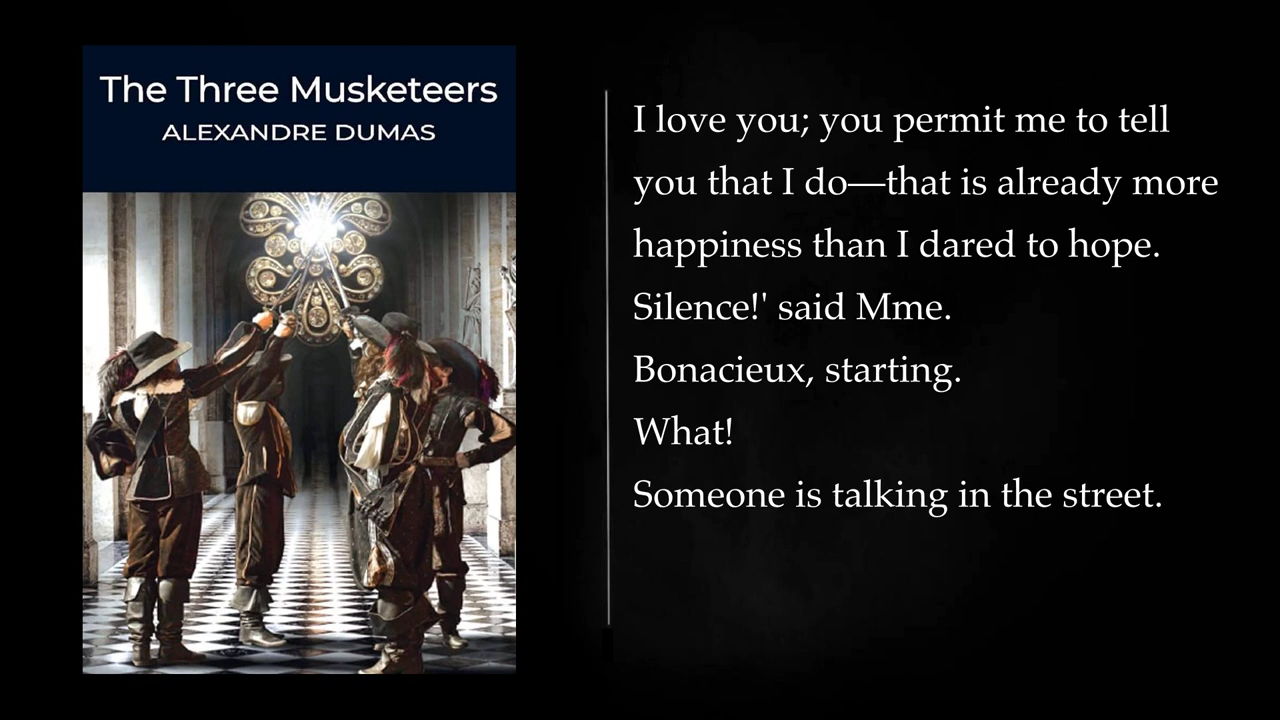 The Three Musketeers
ALEXANDRE DUMAS
I love you; you permit me to tell
you that I do—that is already more
happiness than I dared to hope.
Silence!' said Mme.
Bonacieux, starting.
What!
Someone is talking in the street.